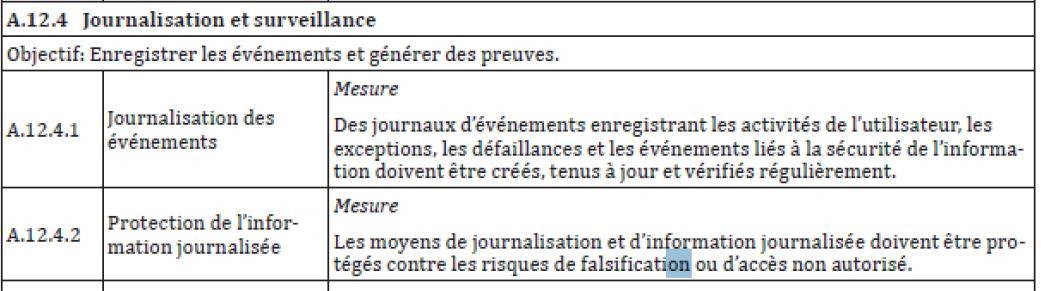 A.12.4 Journalisation et surveillance
Objectif: Enregistrer les événements et générer des preuves.
A.12.4.1
Journalisation des
événements
Mesure
Des journaux d'événements enregistrant les activités de l'utilisateur, les
exceptions, les défaillances et les événements liés à la sécurité de l'informa-
tion doivent être créés, tenus à jour et vérifiés régulièrement.
A.12.4.2
Protection de l'infor-
mation journalisée
Mesure
Les moyens de journalisation et d'information journalisée doivent être pro-
tégés contre les risques de falsification ou d'accès non autorisé.